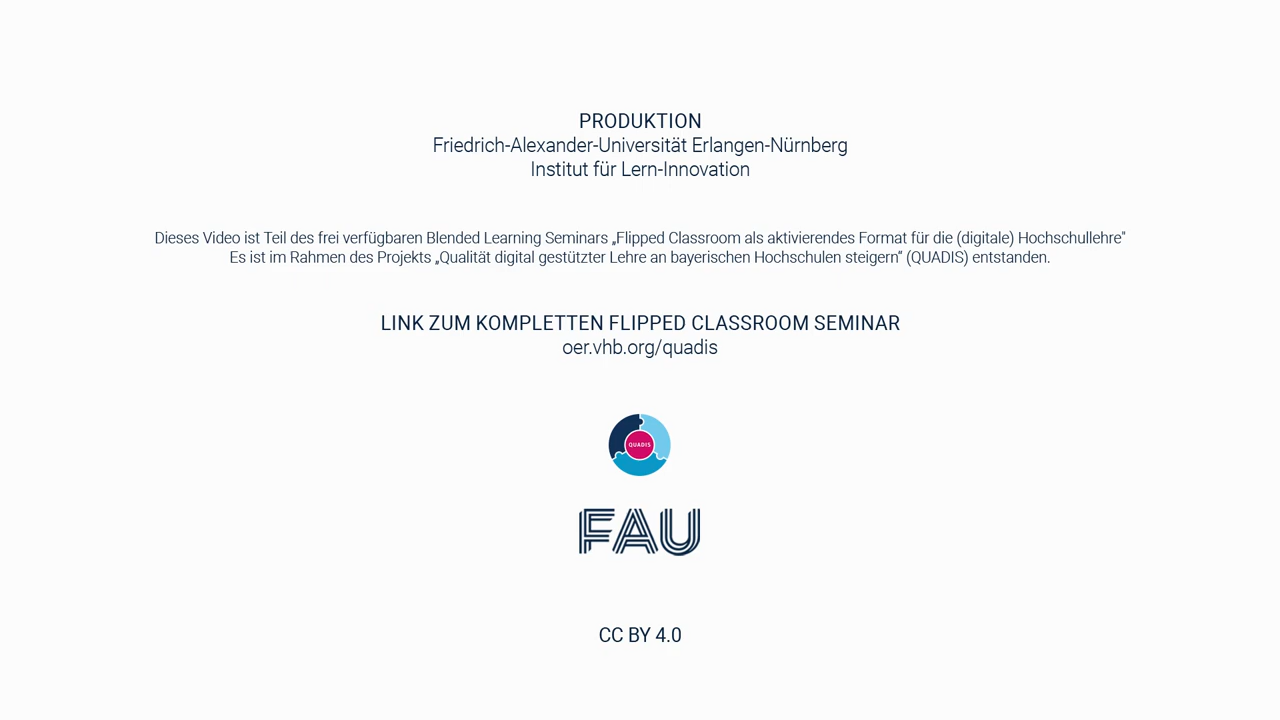 PRODUKTION
Friedrich-Alexander-Universität Erlangen-Nürnberg
Institut für Lern-Innovation
Dieses Video ist Teil des frei verfügbaren Blended Learning Seminars „Flipped Classroom als aktivierendes Format für die (digitale) Hochschullehre"
Es ist im Rahmen des Projekts „Qualität digital gestützter Lehre an bayerischen Hochschulen steigern“ (QUADIS) entstanden.
LINK ZUM KOMPLETTEN FLIPPED CLASSROOM SEMINAR
oer.vhb.org/quadis
QUADIS
FAU
CC BY 4.0